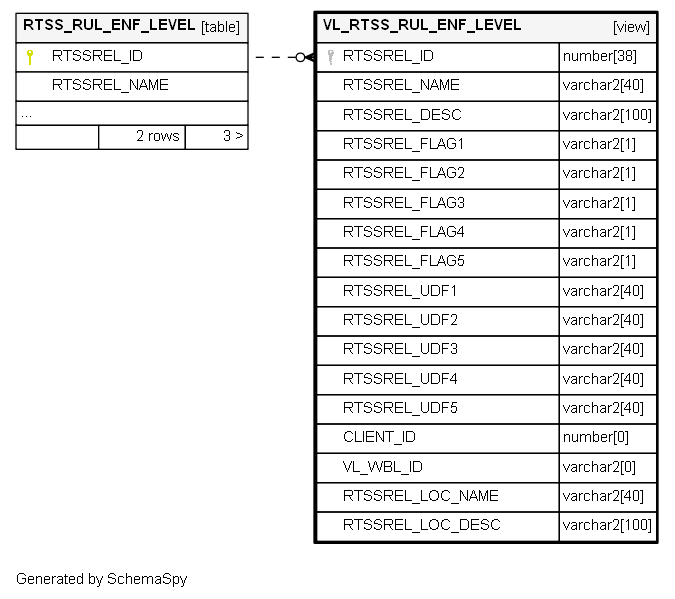 RTSS_RUL_ENF_LEVEL [table]
RTSSREL_ID
RTSSREL_NAME
...
2 rows 3 >
VL_RTSS_RUL_ENF_LEVEL [view]
RTSSREL_ID number[38]
RTSSREL_NAME varchar2[40]
RTSSREL_DESC varchar2[100]
RTSSREL_FLAG1 varchar2[1]
RTSSREL_FLAG2 varchar2[1]
RTSSREL_FLAG3 varchar2[1]
RTSSREL_FLAG4 varchar2[1]
RTSSREL_FLAG5 varchar2[1]
RTSSREL_UDF1 varchar2[40]
RTSSREL_UDF2 varchar2[40]
RTSSREL_UDF3 varchar2[40]
RTSSREL_UDF4 varchar2[40]
RTSSREL_UDF5 varchar2[40]
CLIENT_ID number[0]
VL_WBL_ID varchar2[0]
RTSSREL_LOC_NAME varchar2[40]
RTSSREL_LOC_DESC varchar2[100]
Generated by SchemaSpy